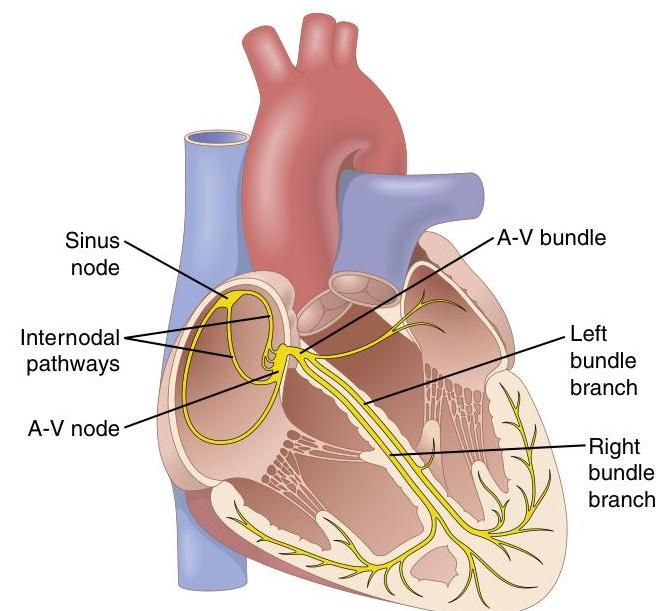 Sinus
node
Internodal
pathways
A-V node
A-V bundle
Left
bundle
branch
Right
bundle
branch